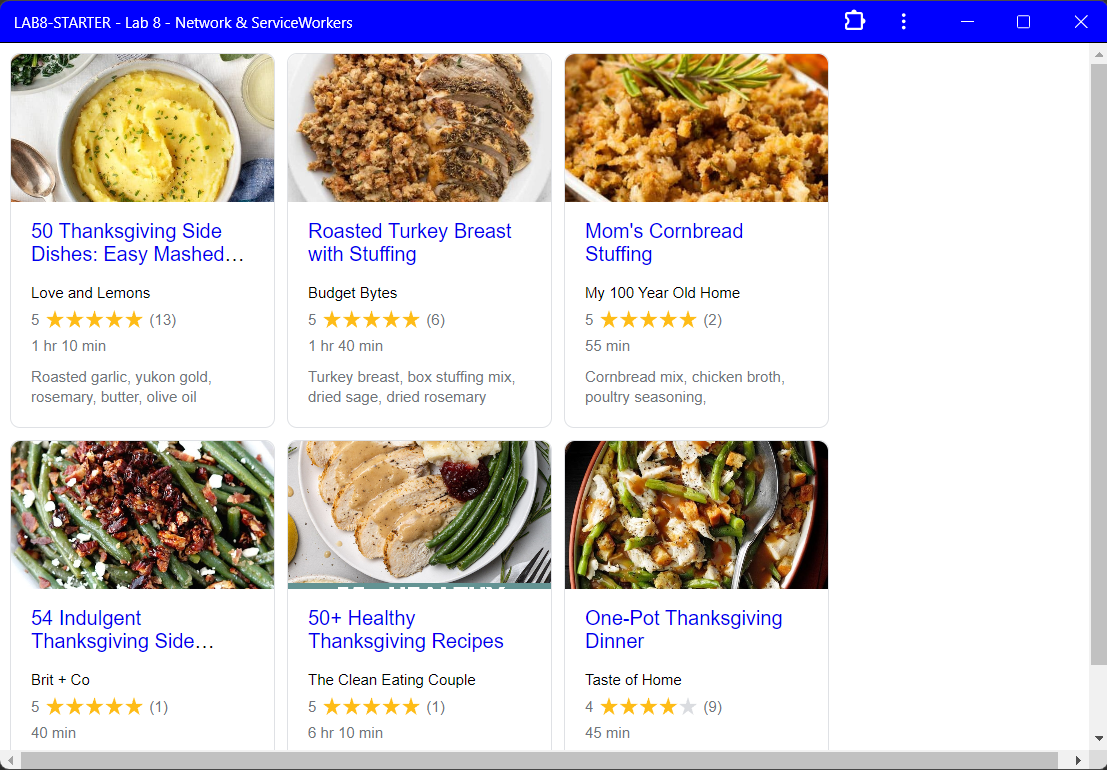 LAB8-STARTER - Lab 8 - Network & ServiceWorkers
50 Thanksgiving Side
Dishes: Easy Mashed…
Love and Lemons
5 ★★★★★ (13)
1 hr 10 min
Roasted garlic, yukon gold,
rosemary, butter, olive oil
Roasted Turkey Breast
with Stuffing
Budget Bytes
5 ★★★★★ (6)
1 hr 40 min
Turkey breast, box stuffing mix,
dried sage, dried rosemary
Mom's Cornbread
Stuffing
My 100 Year Old Home
5 ★★★★★ (2)
55 min
Cornbread mix, chicken broth,
poultry seasoning,
54 Indulgent
Thanksgiving Side…
Brit + Co
5 ★★★★★ (1)
40 min
50+ Healthy
Thanksgiving Recipes
The Clean Eating Couple
5 ★★★★★ (1)
6 hr 10 min
One-Pot Thanksgiving
Dinner
Taste of Home
4 ★★★★★ (9)
45 min